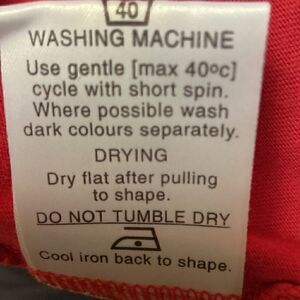 40
WASHING MACHINE
Use gentle [max 40ºc]
cycle with short spin.
Where possible wash
dark colours separately.
DRYING
Dry flat after pulling
to shape.
DO NOT TUMBLE DRY
Cool iron back to shape.